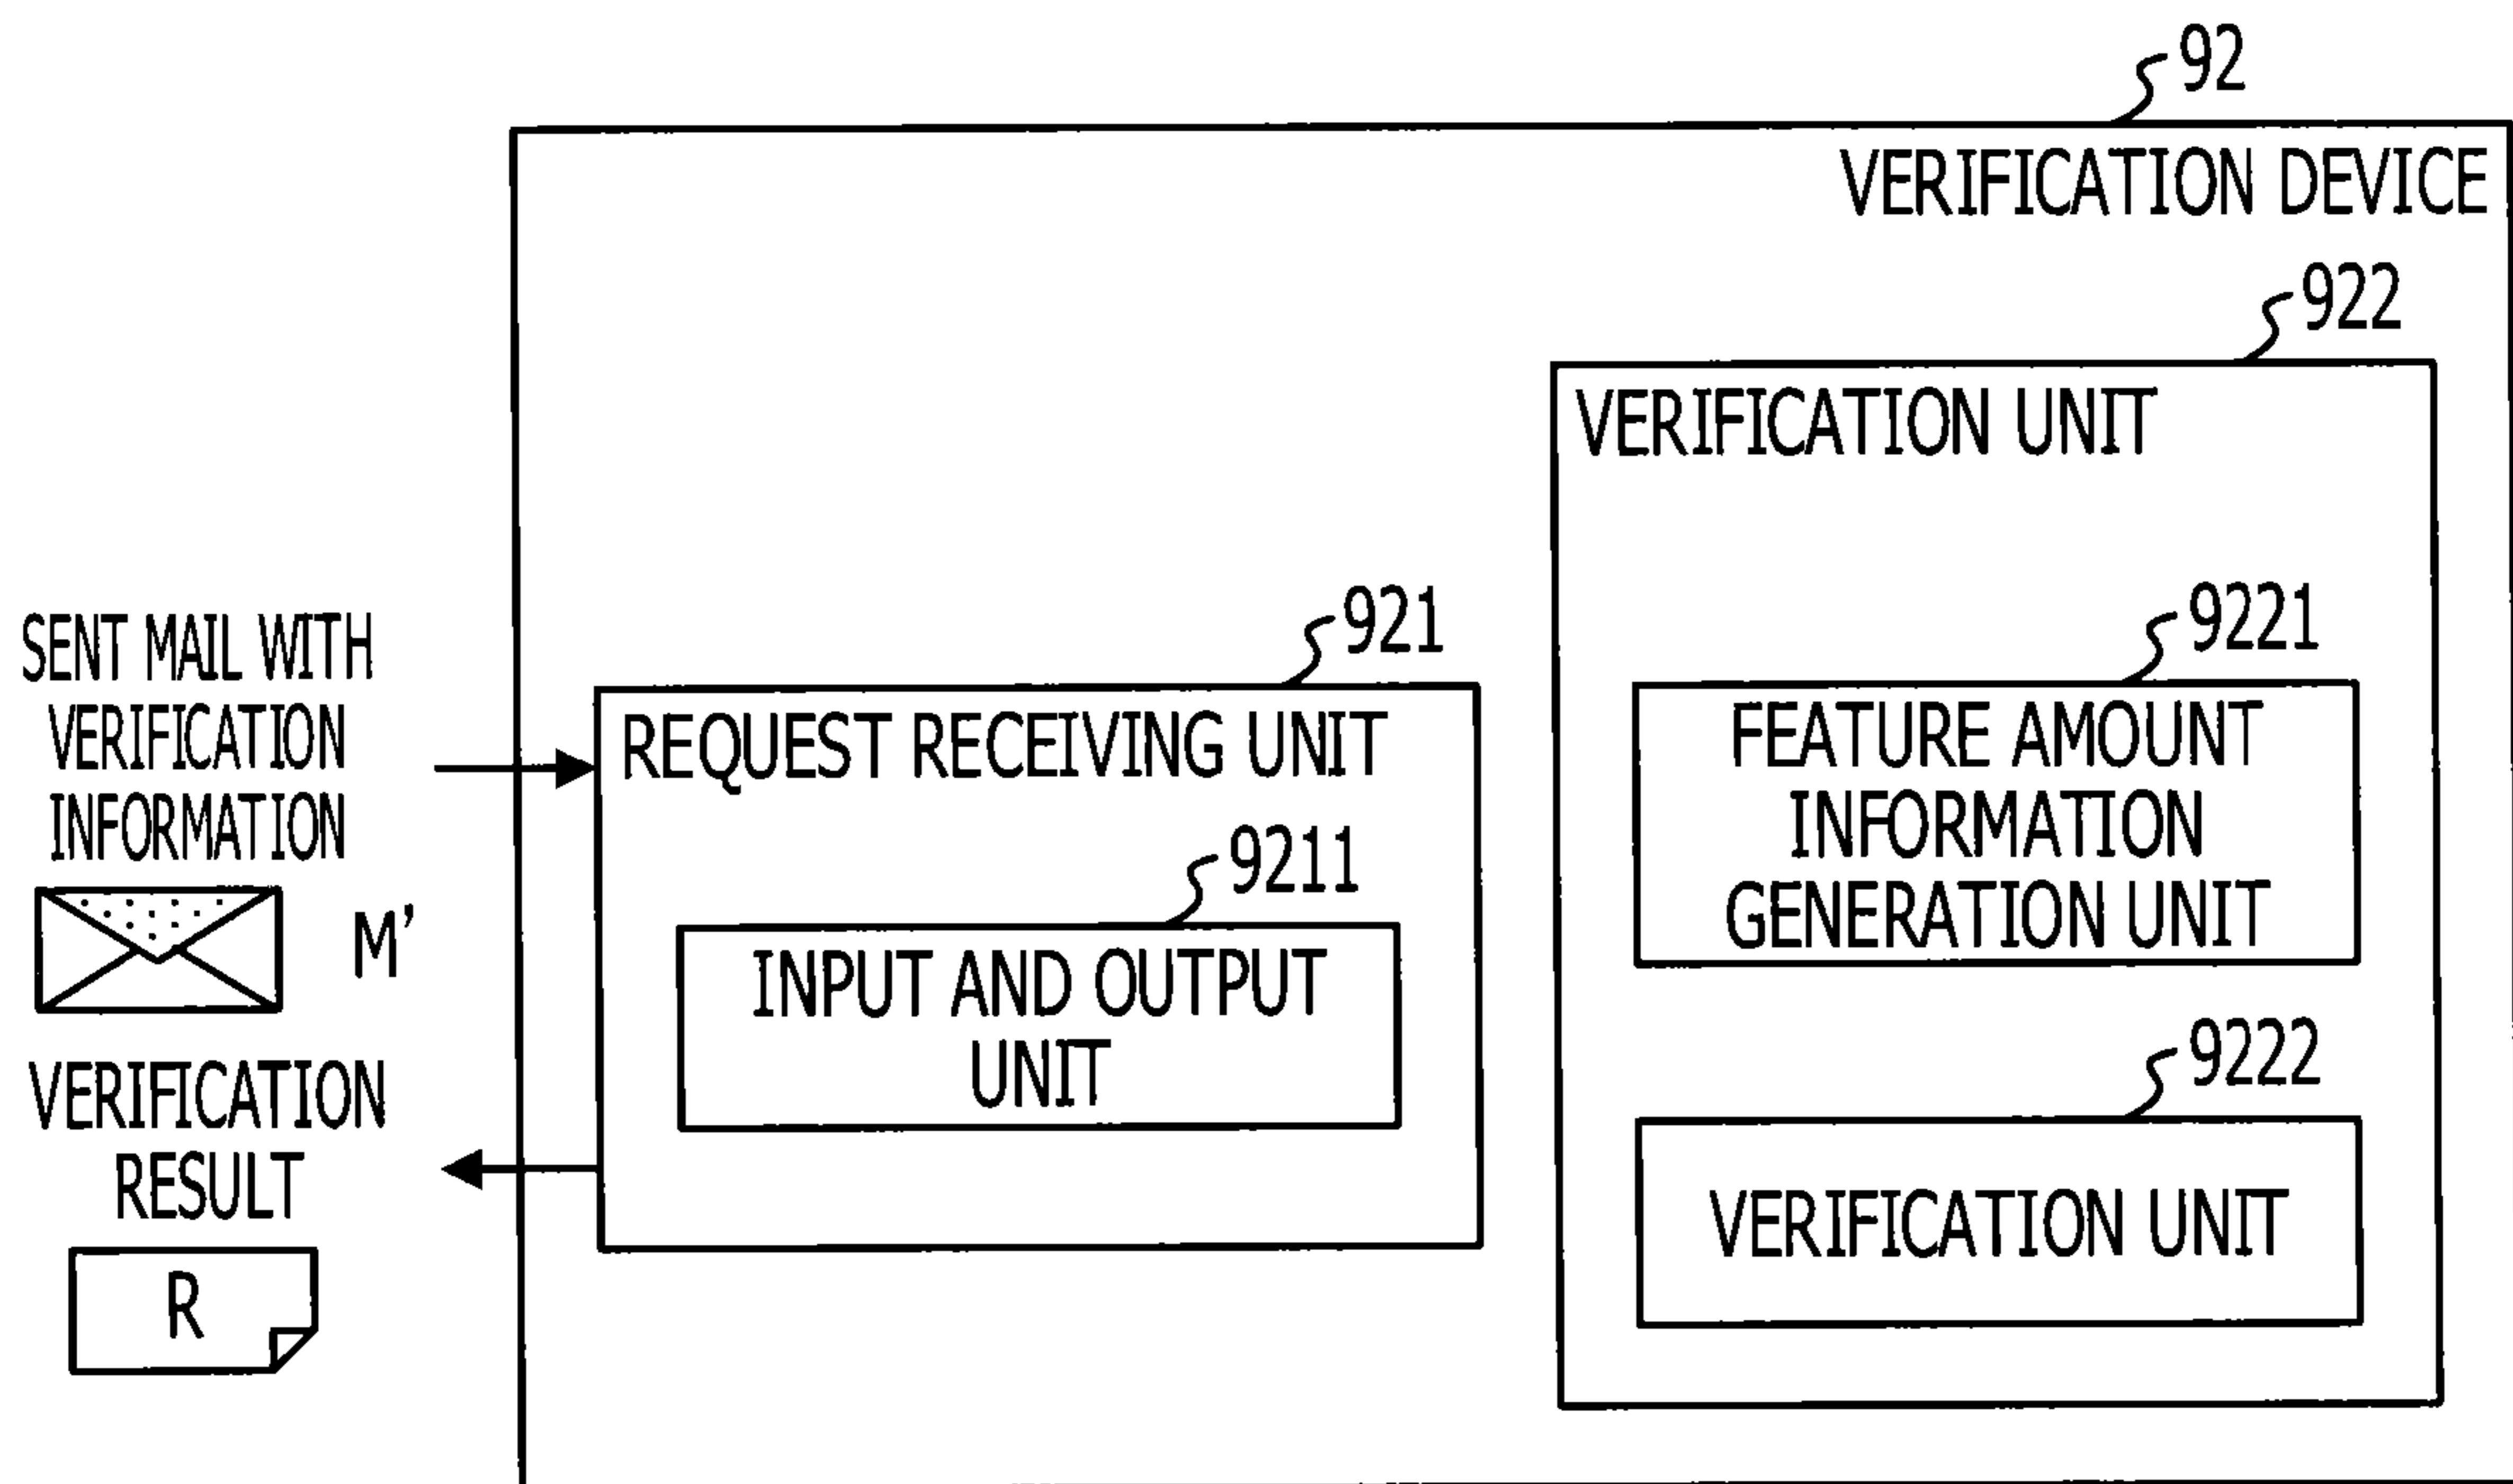 92
VERIFICATION DEVICE
922
VERIFICATION UNIT
SENT MAIL WITH
VERIFICATION
INFORMATION
M'
VERIFICATION
RESULT
R
921
REQUEST RECEIVING UNIT
9211
INPUT AND OUTPUT
UNIT
9221
FEATURE AMOUNT
INFORMATION
GENERATION UNIT
9222
VERIFICATION UNIT